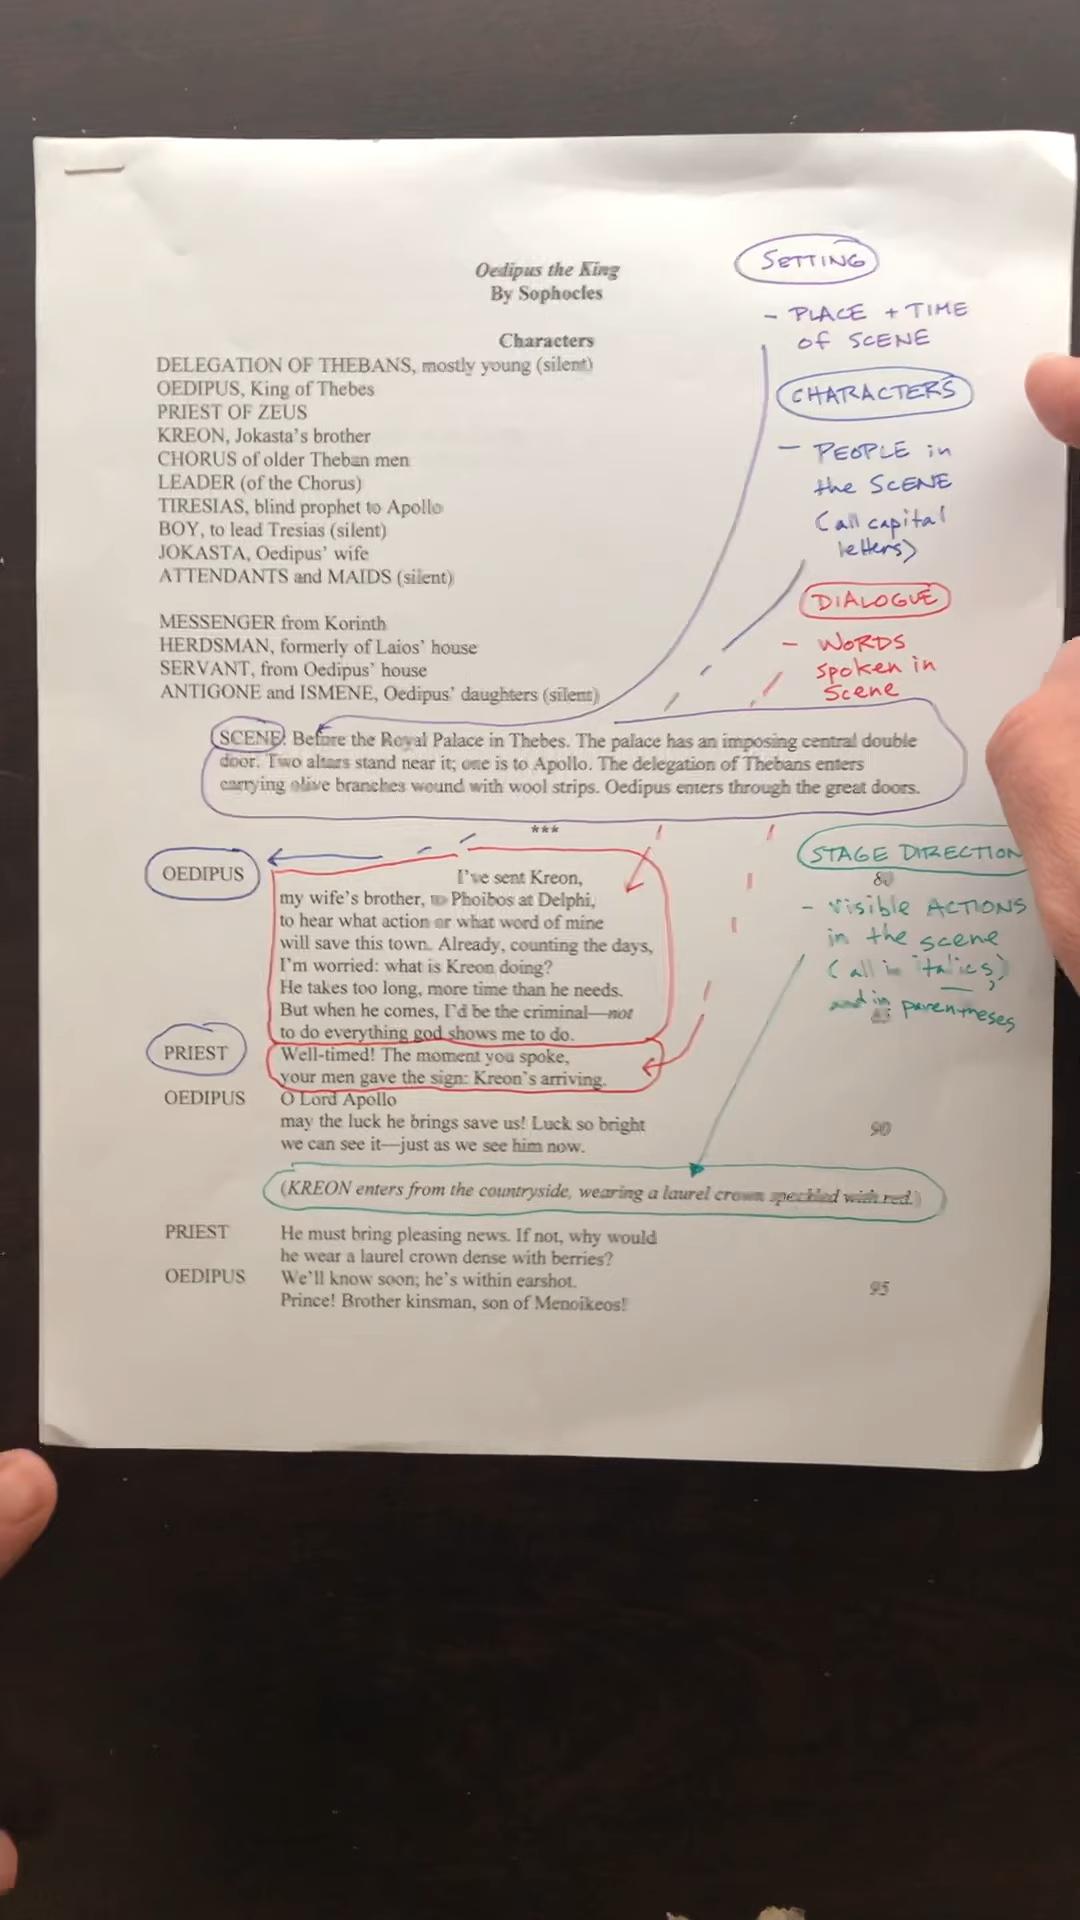 Oedipus the King
By Sophocles
Characters
DELEGATION OF THEBANS, mostly young (silent)
OEDIPUS, King of Thebes
PRIEST OF ZEUS
KREON, Jokasta's brother
CHORUS of older Theban men
LEADER (of the Chorus)
TIRESIAS, blind prophet to Apollo
BOY, to lead Tresias (silent)
JOKASTA, Oedipus' wife
ATTENDANTS and MAIDS (silent)
MESSENGER from Korinth
HERDSMAN, formerly of Laios' house
SERVANT, from Oedipus' house
ANTIGONE and ISMENE, Oedipus' daughters (silent)
SETTING
- PLACE + TIME
OF SCENE
CHARACTERS
- PEOPLE in
the SCENE
(all capital
letters)
DIALOGUE
- WORDS
spoken in
Scene
SCENE: Before the Royal Palace in Thebes. The palace has an imposing central double
door. Two altars stand near it; one is to Apollo. The delegation of Thebans enters
carrying olive branches wound with wool strips. Oedipus enters through the great doors.
***
STAGE DIRECTION
80
- Visible ACTIONS
in the scene
(all in italics)
and in parentheses
85
OEDIPUS I've sent Kreon,
my wife's brother, to Phoibos at Delphi,
to hear what action or what word of mine
will save this town. Already, counting the days,
I'm worried: what is Kreon doing?
He takes too long, more time than he needs.
But when he comes, I'd be the criminal—not
to do everything god shows me to do.
PRIEST Well-timed! The moment you spoke,
your men gave the sign: Kreon's arriving.
OEDIPUS O Lord Apollo
may the luck he brings save us! Luck so bright 90
we can see it—just as we see him now.
(KREON enters from the countryside, wearing a laurel crown speckled with red.)
PRIEST He must bring pleasing news. If not, why would
he wear a laurel crown dense with berries?
OEDIPUS We'll know soon; he's within earshot. 95
Prince! Brother kinsman, son of Menoikeos!